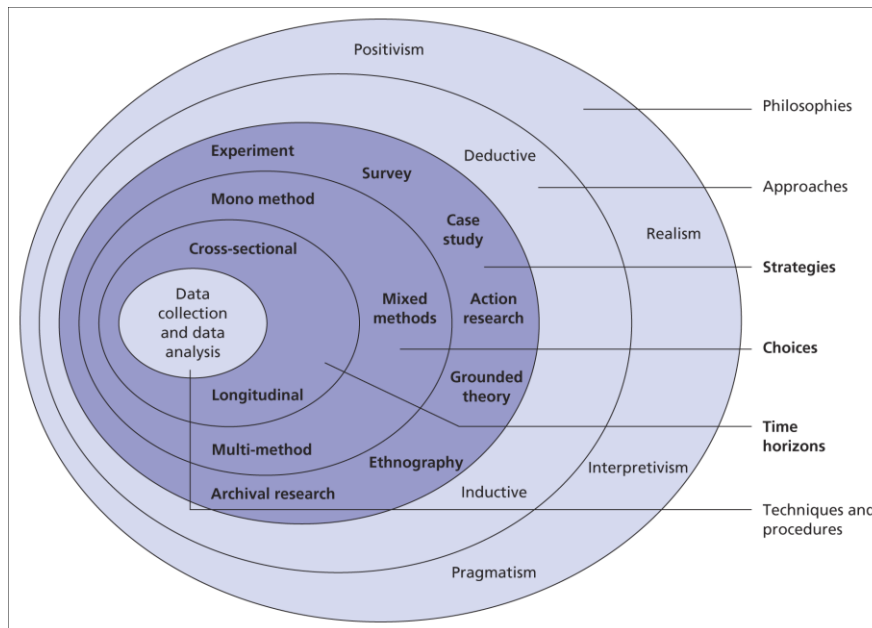 Positivism
Philosophies
Experiment
Survey
Deductive
Approaches
Mono method
Case
study
Realism
Cross-sectional
Strategies
Data
collection
and data
analysis
Mixed
methods
Action
research
Choices
Longitudinal
Grounded
theory
Time
horizons
Multi-method
Ethnography
Interpretivism
Archival research
Inductive
Techniques and
procedures
Pragmatism